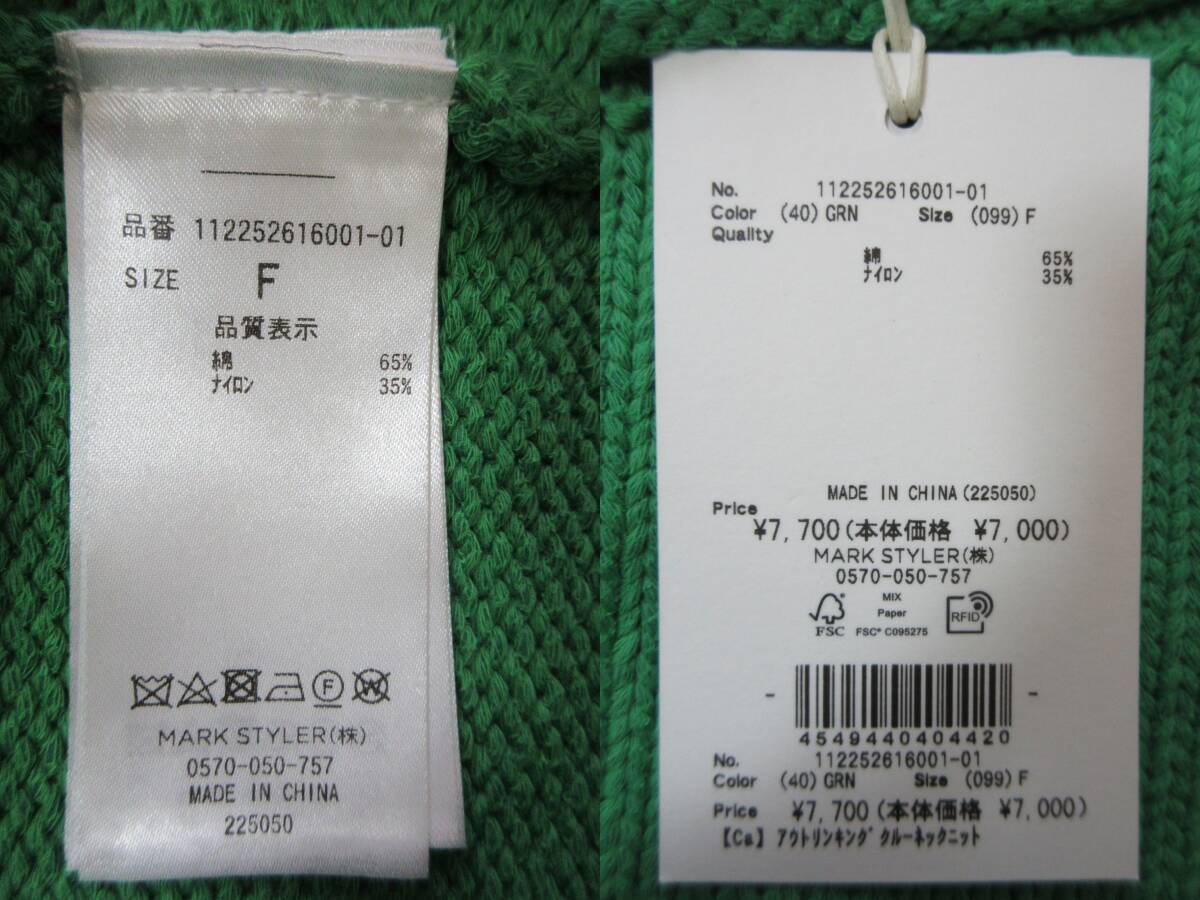 品番 112252616001-01
SIZE F
品質表示
綿 65%
ナイロン 35%
F W
MARK STYLER(株)
0570-050-757
MADE IN CHINA
225050
No. 112252616001-01
Color (40) GRN Size (099) F
Quality
綿 65%
ナイロン 35%
MADE IN CHINA (225050)
Price
¥7,700(本体価格 ¥7,000)
MARK STYLER(株)
0570-050-757
FSC
MIX
Paper
FSC® C095275
RFID
- -
4549440404420
No. 112252616001-01
Color (40) GRN Size (099) F
Price ¥7,700(本体価格 ¥7,000)
【Ca】アウトリンキングクルーネックニット